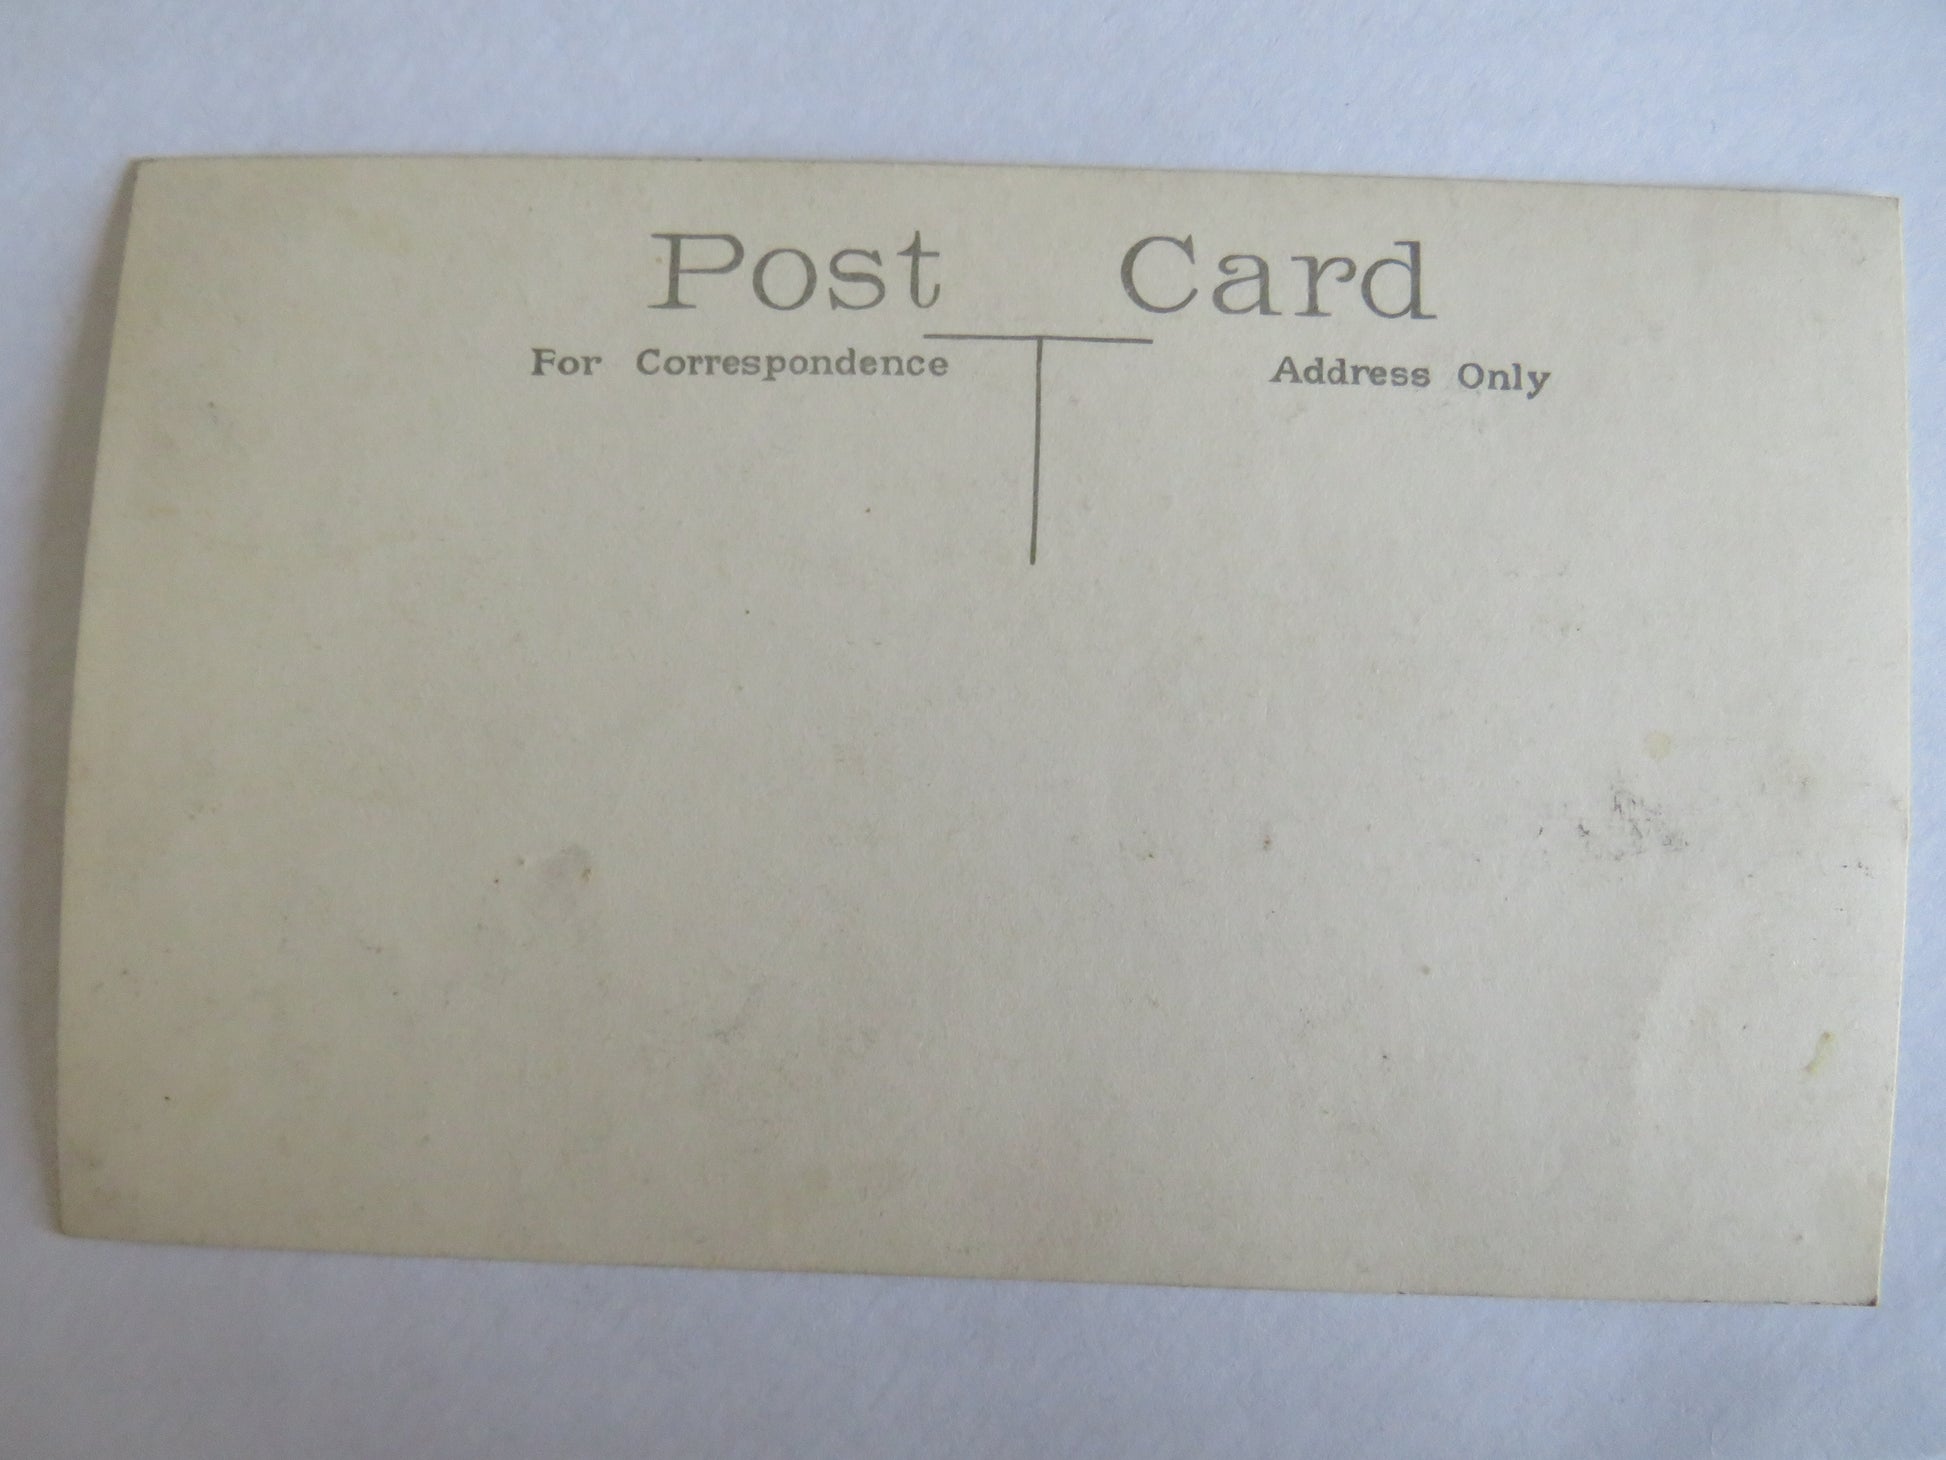 Post Card
For Correspondence
Address Only